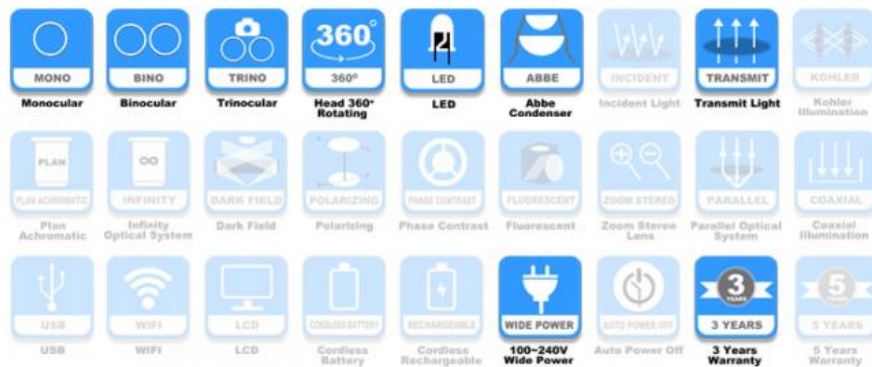 360°
MONO BINO TRINO 360° LED ABBE INCIDENT TRANSMIT KOHLER
Monocular Binocular Trinocular Head 360° Rotating LED Abbe Condenser Incident Light Transmit Light Kohler Illumination
PLAN ∞
PLAN ACHROMATIC INFINITY DARK FIELD POLARIZING PHASE CONTRAST FLUORESCENT ZOOM STEREO PARALLEL COAXIAL
Plan Achromatic Infinity Optical System Dark Field Polarizing Phase Contrast Fluorescent Zoom Stereo Lens Parallel Optical System Coaxial Illumination
3 YEARS 5 YEARS
USB WIFI LCD CORDLESS BATTERY RECHARGEABLE WIDE POWER AUTO POWER OFF 3 YEARS 5 YEARS
USB WIFI LCD Cordless Battery Cordless Rechargeable 100~240V Wide Power Auto Power Off 3 Years Warranty 5 Years Warranty